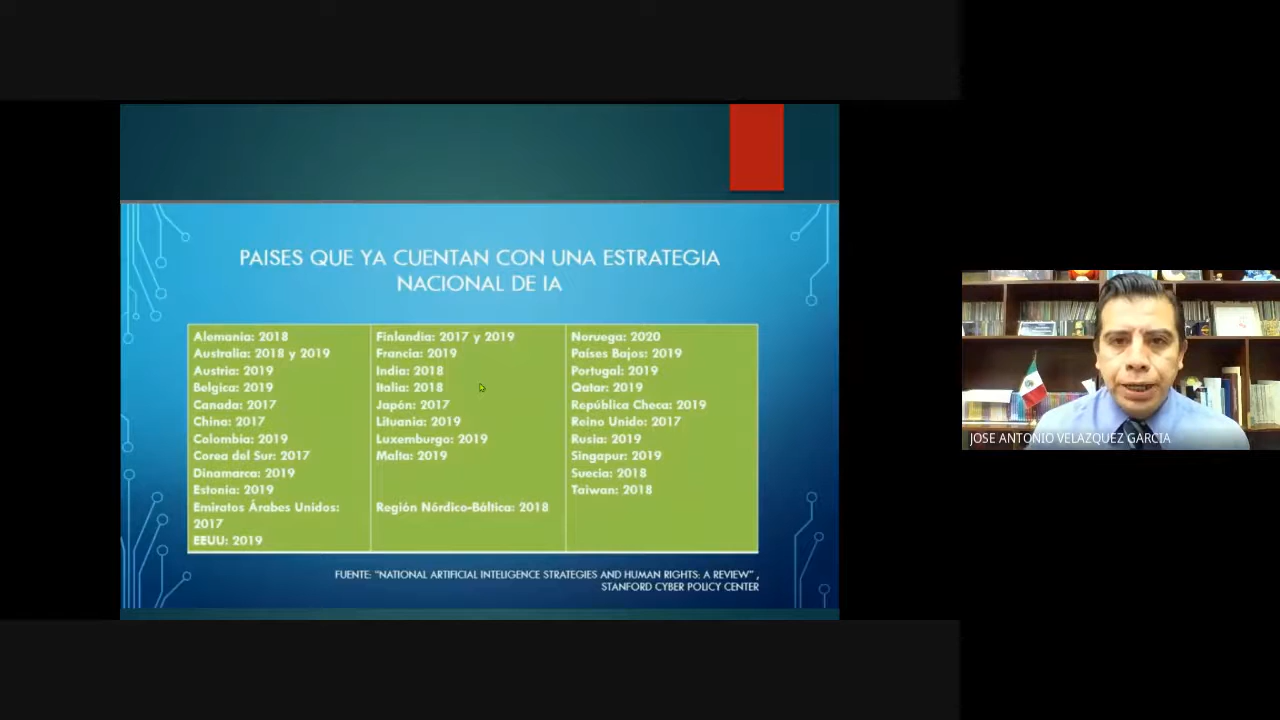 PAISES QUE YA CUENTAN CON UNA ESTRATEGIA
NACIONAL DE IA
Alemania: 2018
Australia: 2018 y 2019
Austria: 2019
Belgica: 2019
Canada: 2017
China: 2017
Colombia: 2019
Corea del Sur: 2017
Dinamarca: 2019
Estonia: 2019
Emiratos Árabes Unidos:
2017
EEUU: 2019
Finlandia: 2017 y 2019
Francia: 2019
India: 2018
Italia: 2018
Japón: 2017
Lituania: 2019
Luxemburgo: 2019
Malta: 2019
Región Nórdico-Báltica: 2018
Noruega: 2020
Países Bajos: 2019
Portugal: 2019
Qatar: 2019
República Checa: 2019
Reino Unido: 2017
Rusia: 2019
Singapur: 2019
Suecia: 2018
Taiwan: 2018
FUENTE: "NATIONAL ARTIFICIAL INTELIGENCE STRATEGIES AND HUMAN RIGHTS: A REVIEW" ,
STANFORD CYBER POLICY CENTER
JOSE ANTONIO VELAZQUEZ GARCIA